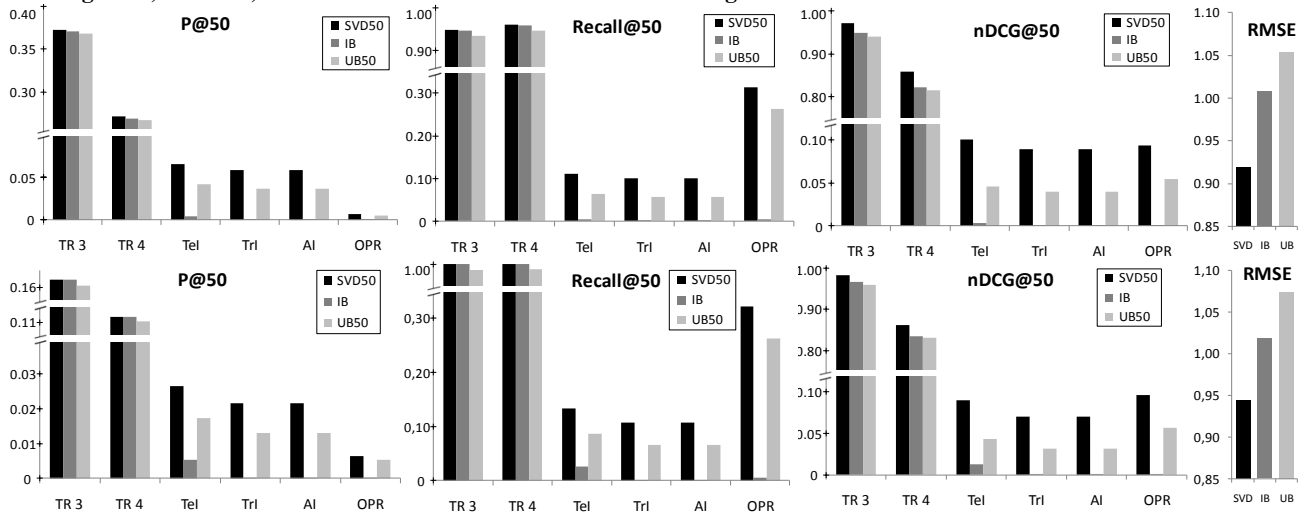 P@50
0.40
0.35
0.30
0.05
0
SVD50
IB
UB50
TR 3 TR 4 TeI TrI AI OPR
Recall@50
1.00
0.90
0.30
0.20
0.10
0
SVD50
IB
UB50
TR 3 TR 4 TeI TrI AI OPR
nDCG@50
1.00
0.90
0.80
0.10
0.05
0
SVD50
IB
UB50
TR 3 TR 4 TeI TrI AI OPR
RMSE
1.10
1.05
1.00
0.95
0.90
0.85
SVD IB UB
P@50
0.16
0.11
0.03
0.02
0.01
0
SVD50
IB
UB50
TR 3 TR 4 TeI TrI AI OPR
Recall@50
1.00
0,30
0,20
0,10
0
SVD50
IB
UB50
TR 3 TR 4 TeI TrI AI OPR
nDCG@50
1.00
0.90
0.80
0.10
0.05
0
SVD50
IB
UB50
TR 3 TR 4 TeI TrI AI OPR
RMSE
1,10
1,05
1,00
0,95
0,90
0,85
SVD IB UB